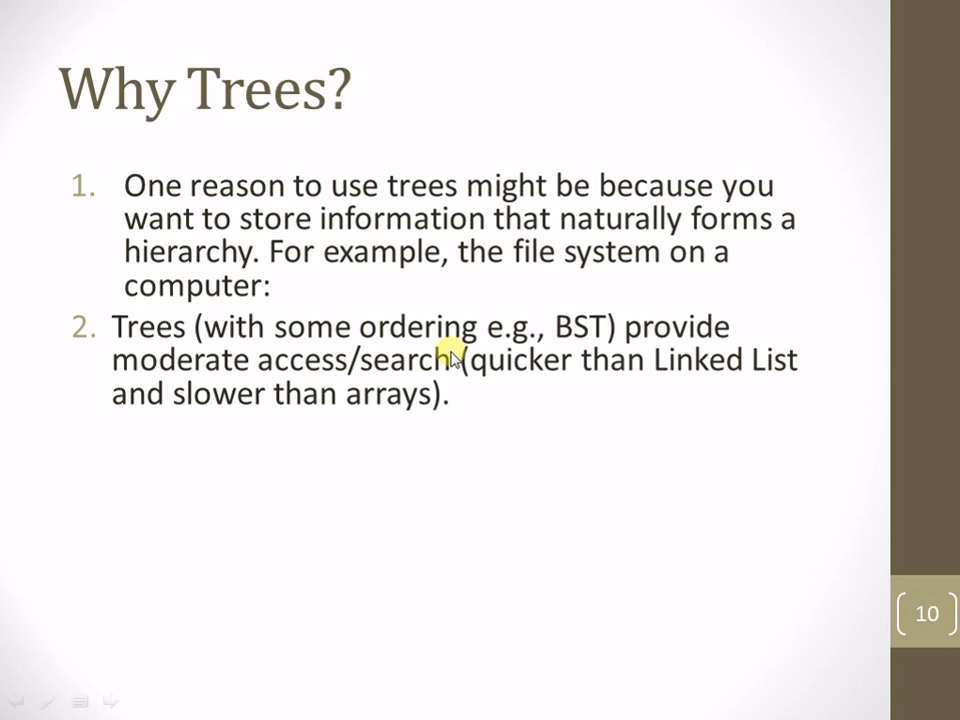 Why Trees?
1. One reason to use trees might be because you
want to store information that naturally forms a
hierarchy. For example, the file system on a
computer:
2. Trees (with some ordering e.g., BST) provide
moderate access/search (quicker than Linked List
and slower than arrays).
10